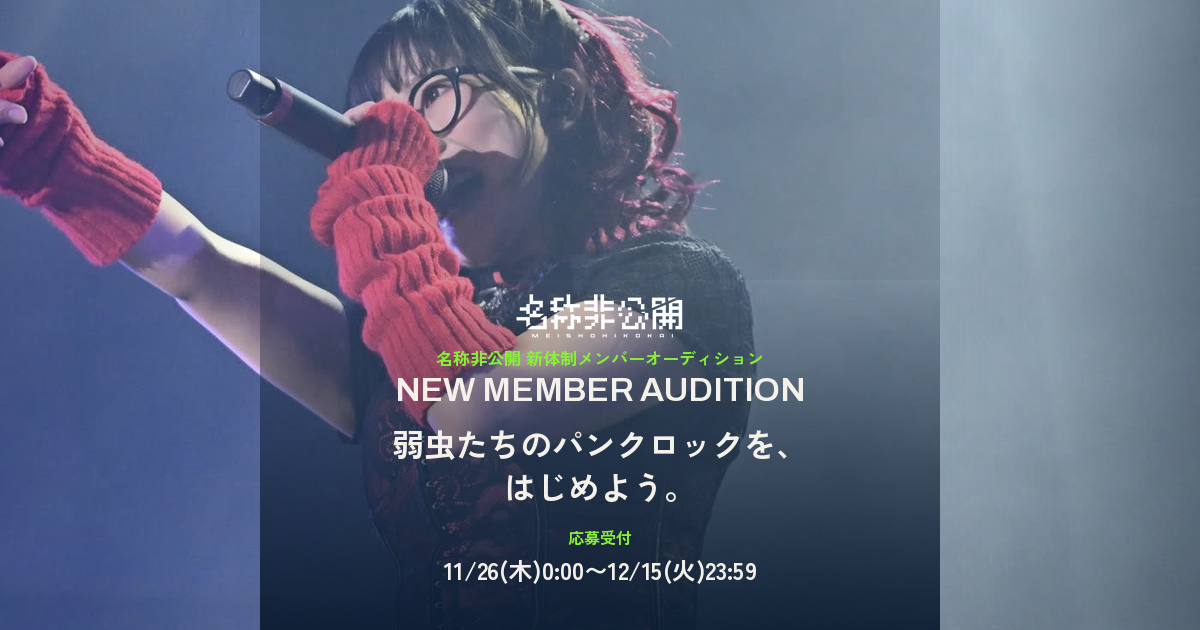 名称非公開
MEISHOHIKOKAI
名称非公開 新体制メンバーオーディション
NEW MEMBER AUDITION
弱虫たちのパンクロックを、
はじめよう。
応募受付
11/26(木)0:00〜12/15(火)23:59